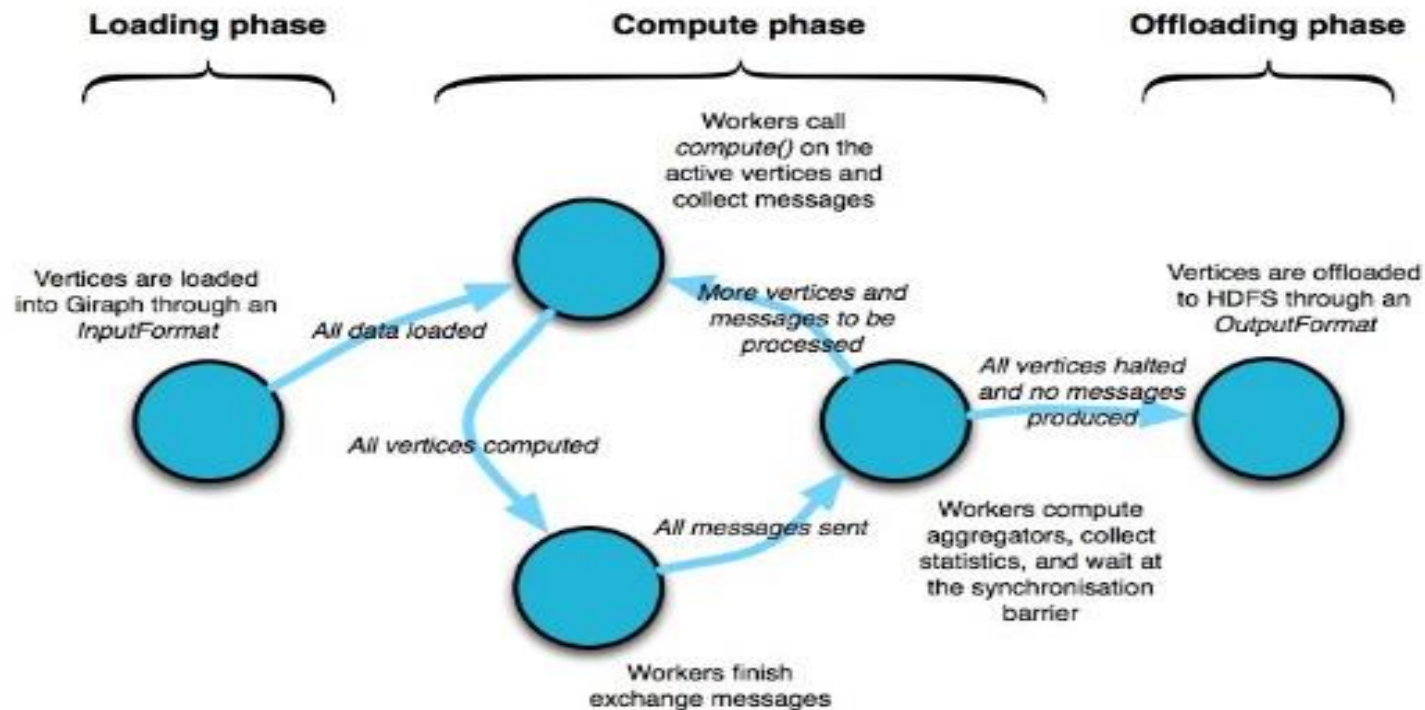 Loading phase
Compute phase
Offloading phase
Workers call
compute() on the
active vertices and
collect messages
Vertices are loaded
into Giraph through an
InputFormat
All data loaded
More vertices and
messages to be
processed
Vertices are offloaded
to HDFS through an
OutputFormat
All vertices halted
and no messages
produced
All vertices computed
All messages sent
Workers compute
aggregators, collect
statistics, and wait at
the synchronisation
barrier
Workers finish
exchange messages